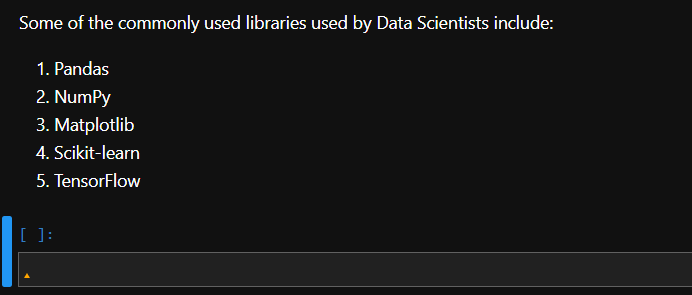 Some of the commonly used libraries used by Data Scientists include:
1. Pandas
2. NumPy
3. Matplotlib
4. Scikit-learn
5. TensorFlow
[ ]: